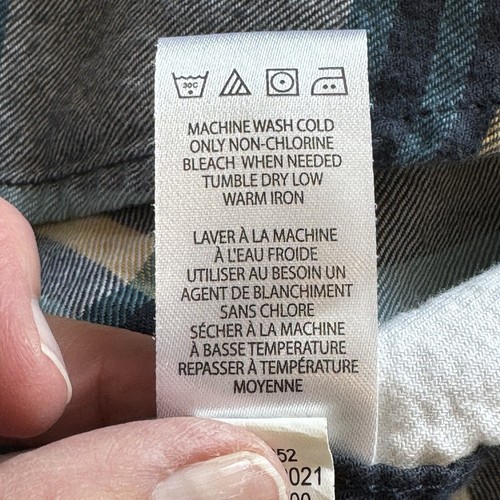 30C
MACHINE WASH COLD
ONLY NON-CHLORINE
BLEACH WHEN NEEDED
TUMBLE DRY LOW
WARM IRON
LAVER À LA MACHINE
À L'EAU FROIDE
UTILISER AU BESOIN UN
AGENT DE BLANCHIMENT
SANS CHLORE
SÉCHER À LA MACHINE
À BASSE TEMPERATURE
REPASSER À TEMPÉRATURE
MOYENNE
52
021